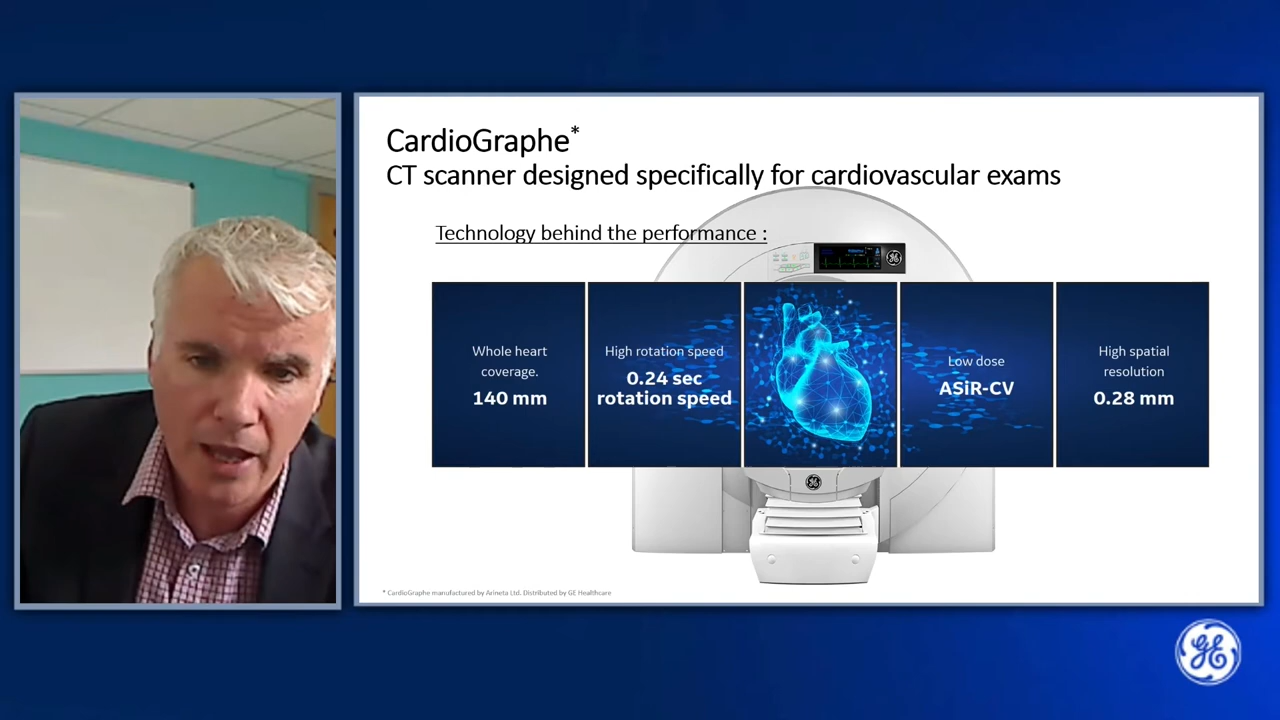 CardioGraphe*
CT scanner designed specifically for cardiovascular exams
Technology behind the performance :
Whole heart
coverage.
140 mm
High rotation speed
0.24 sec
rotation speed
Low dose
ASiR-CV
High spatial
resolution
0.28 mm
* CardioGraphe manufactured by Arineta Ltd. Distributed by GE Healthcare
GE